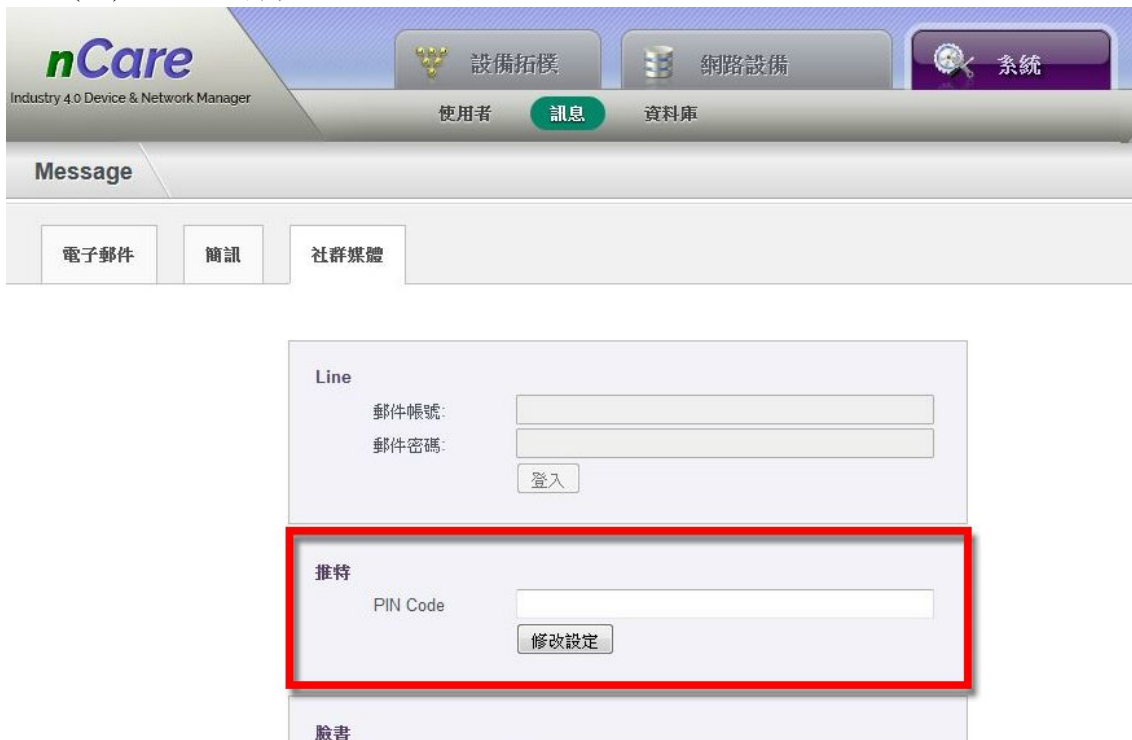 nCare
Industry 4.0 Device & Network Manager
設備拓樸
網路設備
系統
使用者
訊息
資料庫
Message
電子郵件
簡訊
社群媒體
Line
郵件帳號:
郵件密碼:
登入
推特
PIN Code
修改設定
臉書